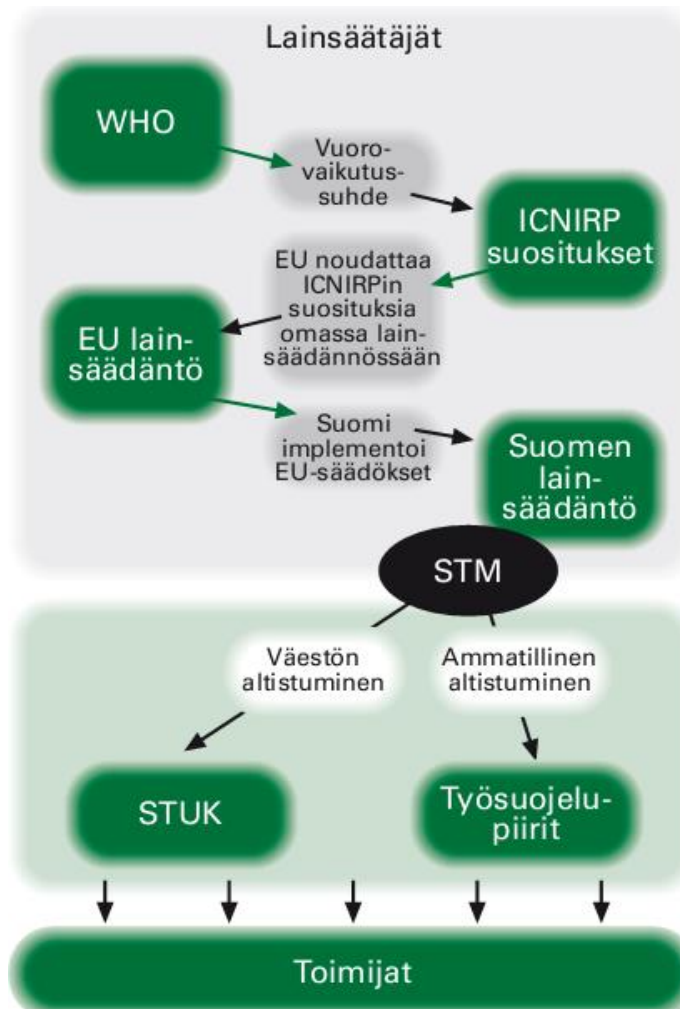 Lainsäätäjät
WHO
Vuoro-
vaikutus-
suhde
ICNIRP
suositukset
EU noudattaa
ICNIRPin
suosituksia
omassa lain-
säädännössään
EU lain-
säädäntö
Suomi
implementoi
EU-säädökset
Suomen
lain-
säädäntö
STM
Väestön
altistuminen
Ammatillinen
altistuminen
STUK
Työsuojelu-
piirit
Toimijat